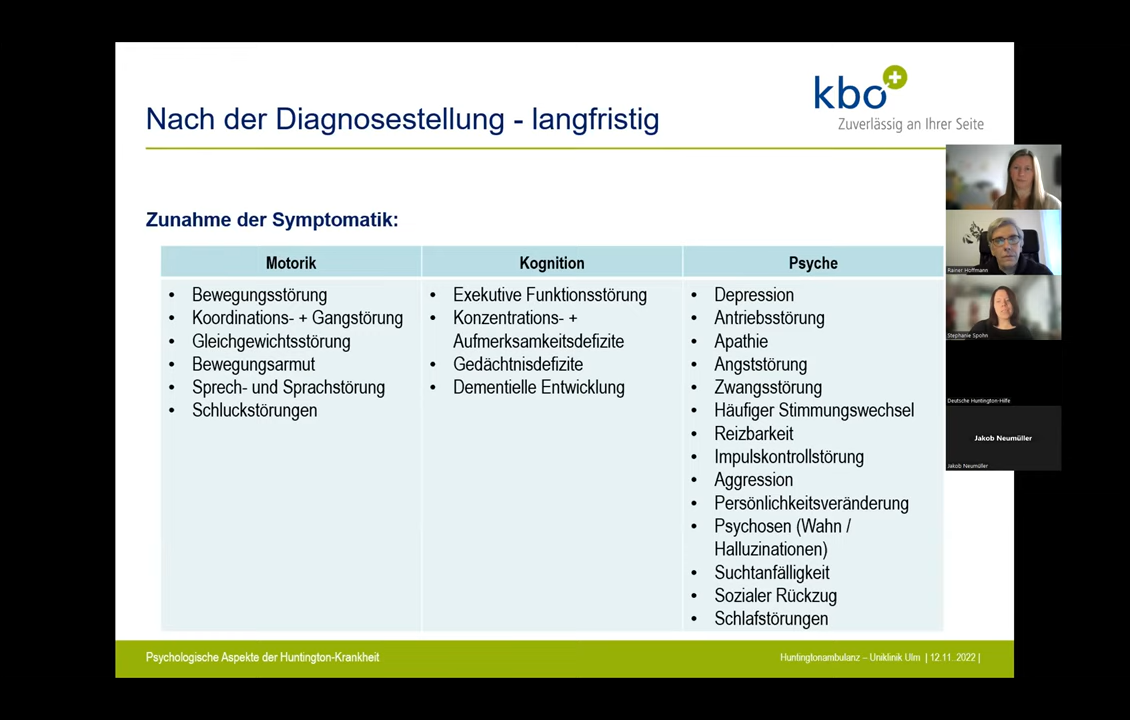 kbo
Zuverlässig an Ihrer Seite
Nach der Diagnosestellung - langfristig
Zunahme der Symptomatik:
Motorik
• Bewegungsstörung
• Koordinations- + Gangstörung
• Gleichgewichtsstörung
• Bewegungsarmut
• Sprech- und Sprachstörung
• Schluckstörungen
Kognition
• Exekutive Funktionsstörung
• Konzentrations- +
Aufmerksamkeitsdefizite
• Gedächtnisdefizite
• Dementielle Entwicklung
Psyche
• Depression
• Antriebsstörung
• Apathie
• Angststörung
• Zwangsstörung
• Häufiger Stimmungswechsel
• Reizbarkeit
• Impulskontrollstörung
• Aggression
• Persönlichkeitsveränderung
• Psychosen (Wahn /
Halluzinationen)
• Suchtanfälligkeit
• Sozialer Rückzug
• Schlafstörungen
Rainer Hoffmann
Stephanie Spohn
Deutsche Huntington-Hilfe
Jakob Neumüller
Jakob Neumüller
Psychologische Aspekte der Huntington-Krankheit
Huntingtonambulanz – Uniklinik Ulm | 12.11..2022 |